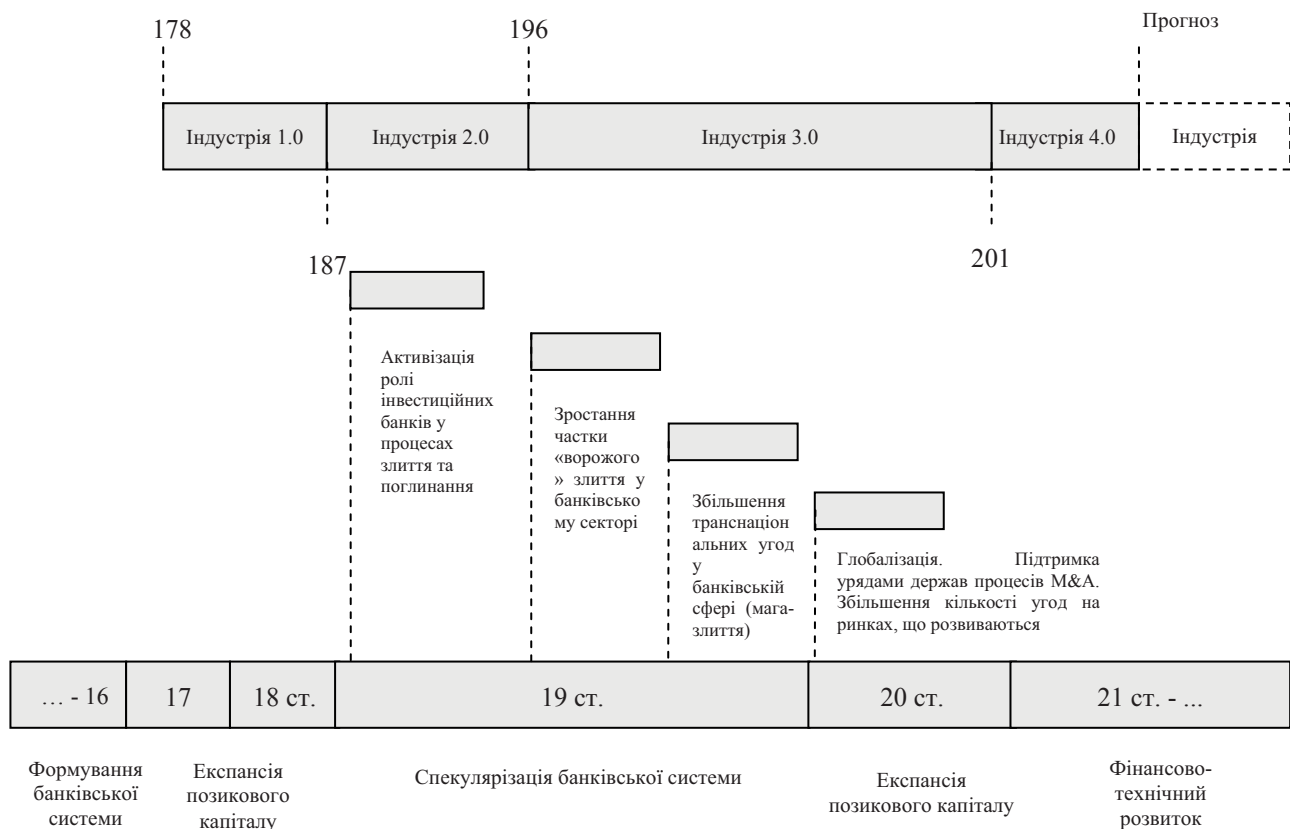 178
196
Прогноз
Індустрія 1.0
Індустрія 2.0
Індустрія 3.0
Індустрія 4.0
Індустрія
187
201
Активізація
ролі
інвестиційних
банків у
процесах
злиття та
поглинання
Зростання
частки
«ворожого
» злиття у
банківсько
му секторі
Збільшення
транснаціон
альних угод
у
банківській
сфері (мага-
злиття)
Глобалізація. Підтримка
урядами держав процесів M&A.
Збільшення кількості угод на
ринках, що розвиваються
… - 16
17
18 ст.
19 ст.
20 ст.
21 ст. - ...
Формування
банківської
системи
Експансія
позикового
капіталу
Спекуляризація банківської системи
Експансія
позикового капіталу
Фінансово-
технічний
розвиток